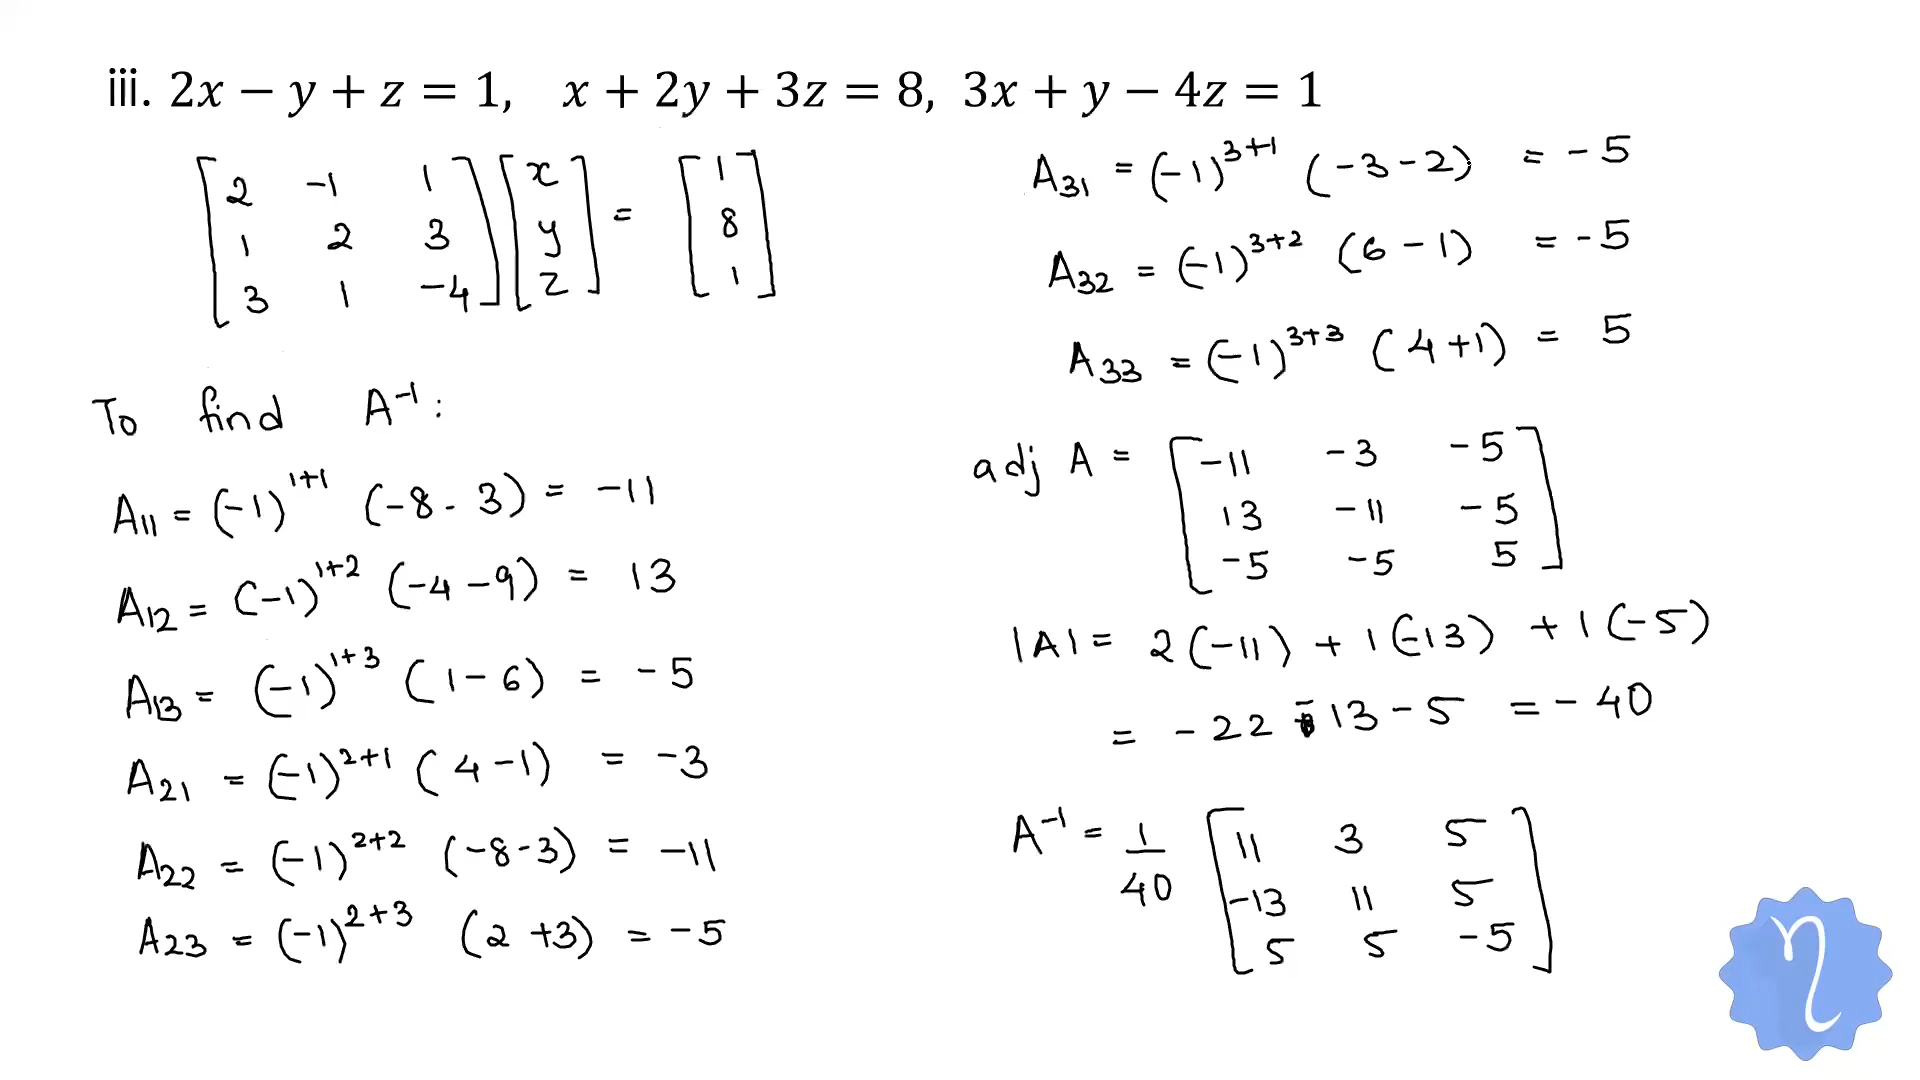 iii. 2x − y + z = 1, x + 2y + 3z = 8, 3x + y − 4z = 1
[2 -1 1] [x] = [1]
[1 2 3] [y] [8]
[3 1 -4] [z] [1]
To find A⁻¹:
A₁₁ = (-1)¹⁺¹ (-8-3) = -11
A₁₂ = (-1)¹⁺² (-4-9) = 13
A₁₃ = (-1)¹⁺³ (1-6) = -5
A₂₁ = (-1)²⁺¹ (4-1) = -3
A₂₂ = (-1)²⁺² (-8-3) = -11
A₂₃ = (-1)²⁺³ (2+3) = -5
A₃₁ = (-1)³⁺¹ (-3-2) = -5
A₃₂ = (-1)³⁺² (6-1) = -5
A₃₃ = (-1)³⁺³ (4+1) = 5
adj A = [-11 -3 -5]
[13 -11 -5]
[-5 -5 5]
|A| = 2(-11) + 1(-13) + 1(-5)
= -22 - 13 - 5 = -40
A⁻¹ = 1/40 [11 3 5]
[-13 11 5]
[5 5 -5]
η